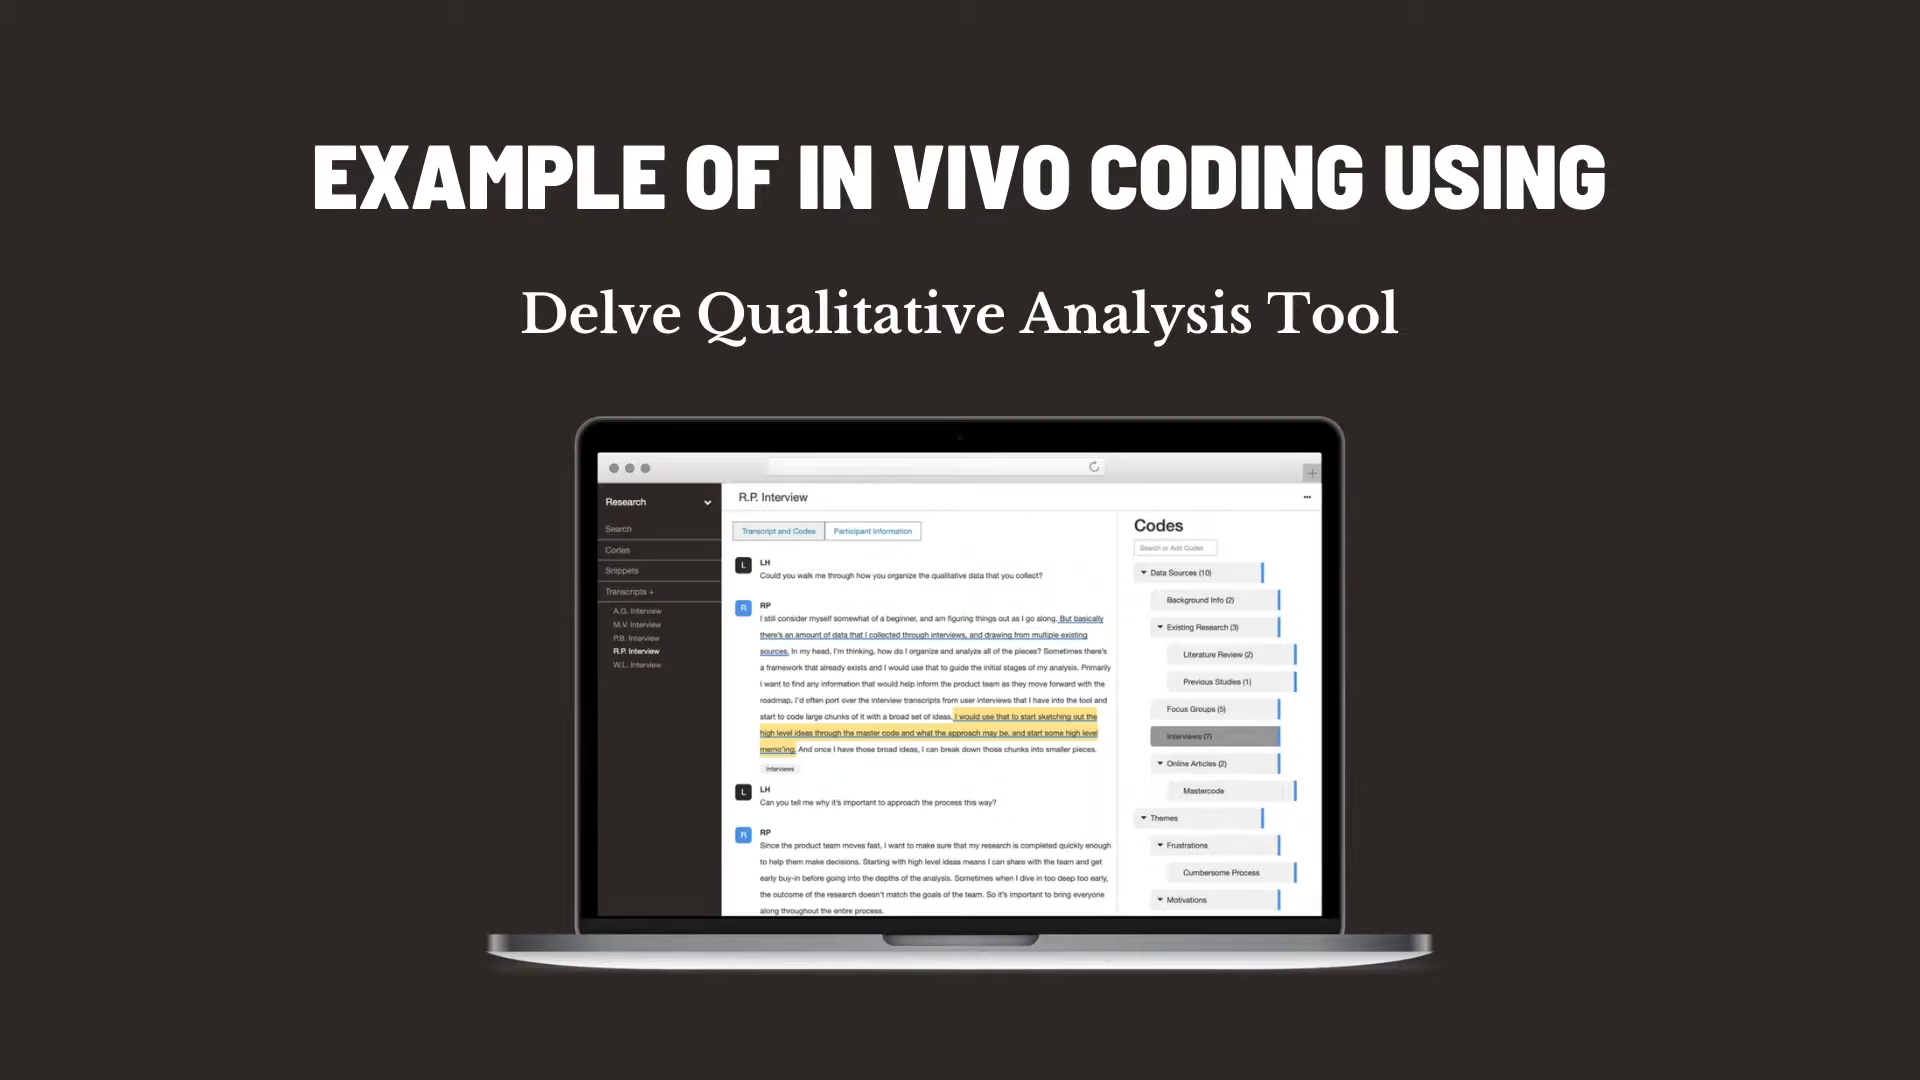 EXAMPLE OF IN VIVO CODING USING
Delve Qualitative Analysis Tool
Research
Search
Codes
Snippets
Transcripts +
A.G. Interview
M.V. Interview
P.B. Interview
R.P. Interview
W.L. Interview
R.P. Interview
Transcript and Codes
Participant Information
L
LH
Could you walk me through how you organize the qualitative data that you collect?
R
RP
I still consider myself somewhat of a beginner, and am figuring things out as I go along. But basically
there's an amount of data that I collected through interviews, and drawing from multiple existing
sources. In my head, I'm thinking, how do I organize and analyze all of the pieces? Sometimes there's
a framework that already exists and I would use that to guide the initial stages of my analysis. Primarily
I want to find any information that would help inform the product team as they move forward with the
roadmap. I'd often port over the interview transcripts from user interviews that I have into the tool and
start to code large chunks of it with a broad set of ideas. I would use that to start sketching out the
high level ideas through the master code and what the approach may be, and start some high level
memo'ing. And once I have those broad ideas, I can break down those chunks into smaller pieces.
Interviews
L
LH
Can you tell me why it's important to approach the process this way?
R
RP
Since the product team moves fast, I want to make sure that my research is completed quickly enough
to help them make decisions. Starting with high level ideas means I can share with the team and get
early buy-in before going into the depths of the analysis. Sometimes when I dive in too deep too early,
the outcome of the research doesn't match the goals of the team. So it's important to bring everyone
along throughout the entire process.
Codes
Search or Add Codes
Data Sources (10)
Background Info (2)
Existing Research (3)
Literature Review (2)
Previous Studies (1)
Focus Groups (5)
Interviews (7)
Online Articles (2)
Mastercode
Themes
Frustrations
Cumbersome Process
Motivations